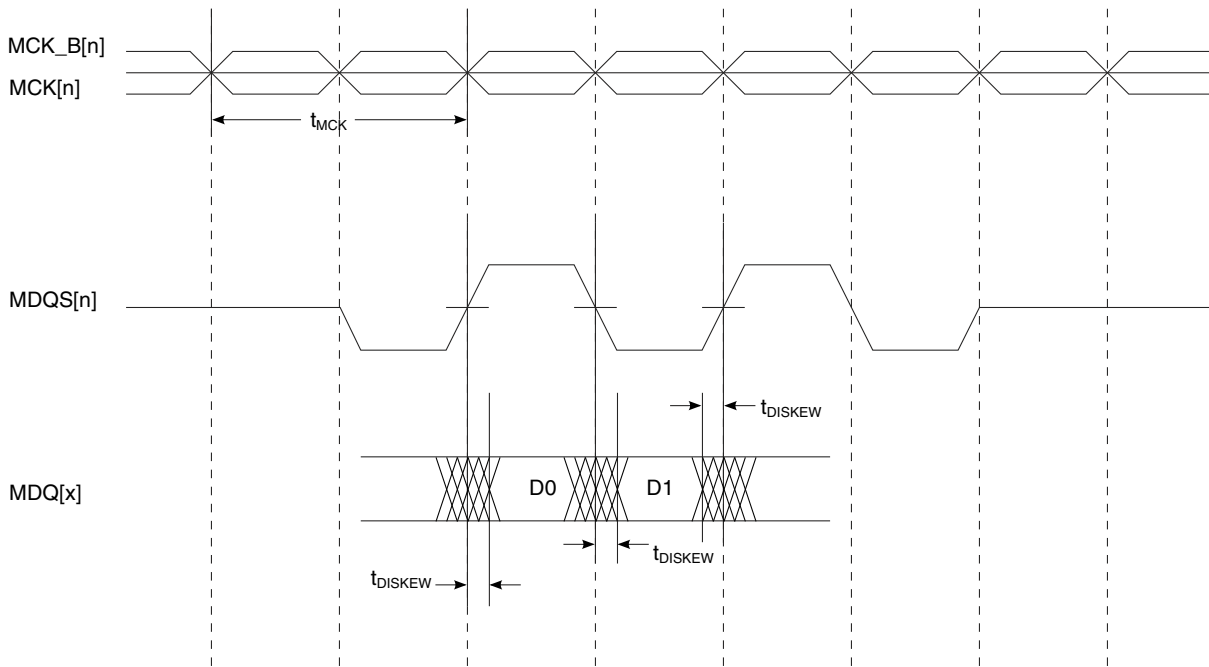 MCK_B[n]
MCK[n]
tMCK
MDQS[n]
tDISKEW
MDQ[x]
D0
D1
tDISKEW
tDISKEW